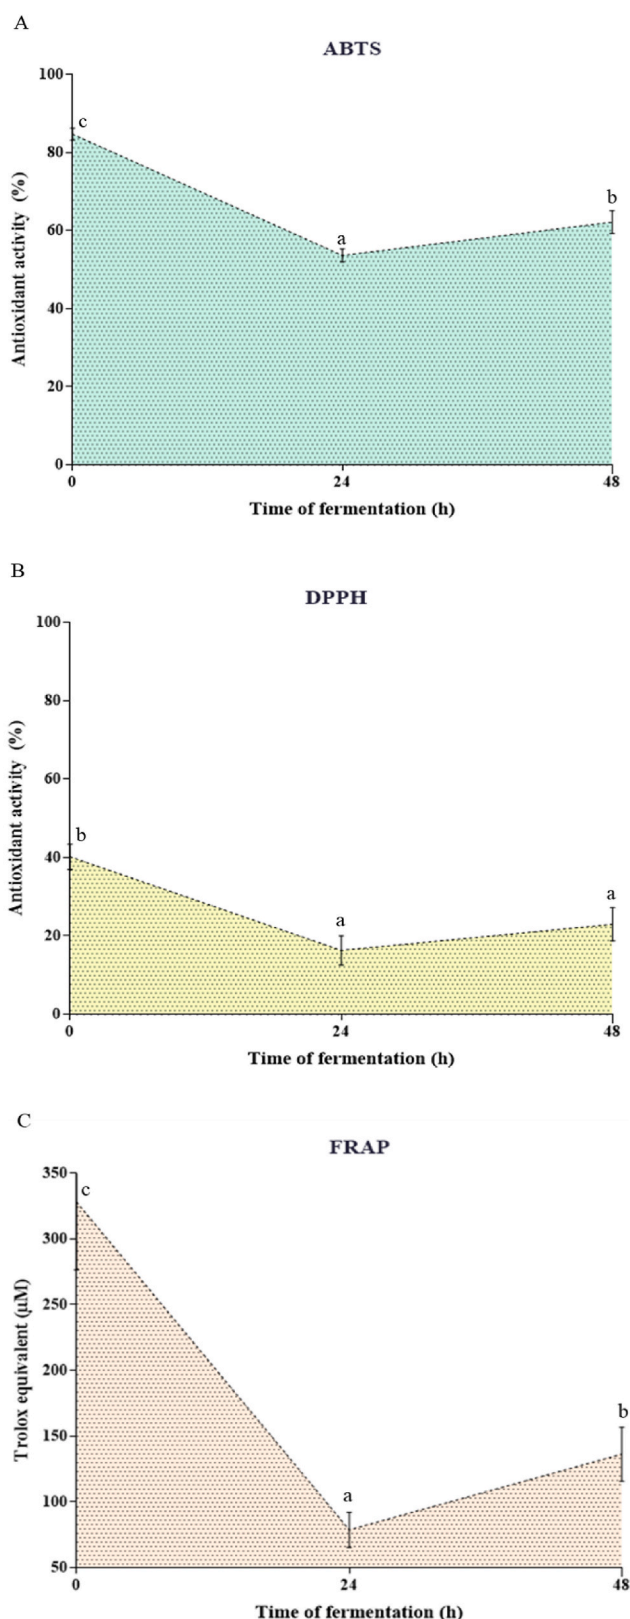 A
ABTS
100
80
60
40
20
0
c
a
b
Antioxidant activity (%)
0 24 48
Time of fermentation (h)
B
DPPH
100
80
60
40
20
0
b
a
a
Antioxidant activity (%)
0 24 48
Time of fermentation (h)
C
FRAP
350
300
250
200
150
100
50
c
a
b
Trolox equivalent (µM)
0 24 48
Time of fermentation (h)